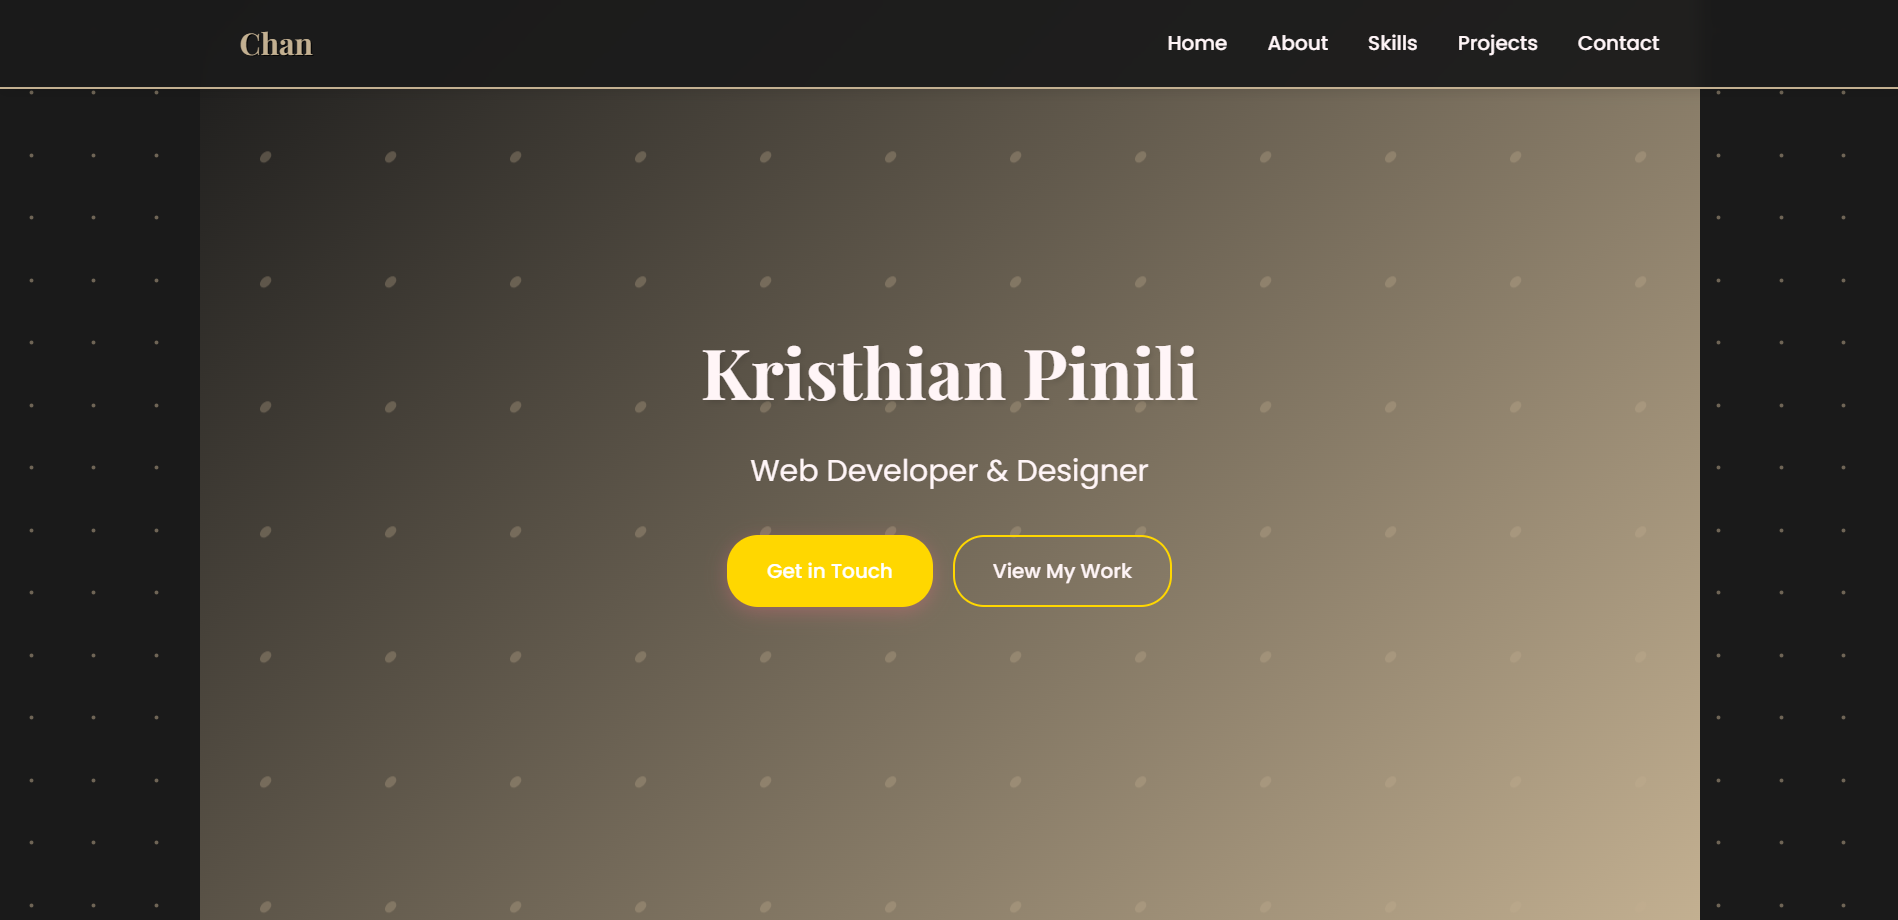 Chan
Home About Skills Projects Contact
Kristhian Pinili
Web Developer & Designer
Get in Touch
View My Work